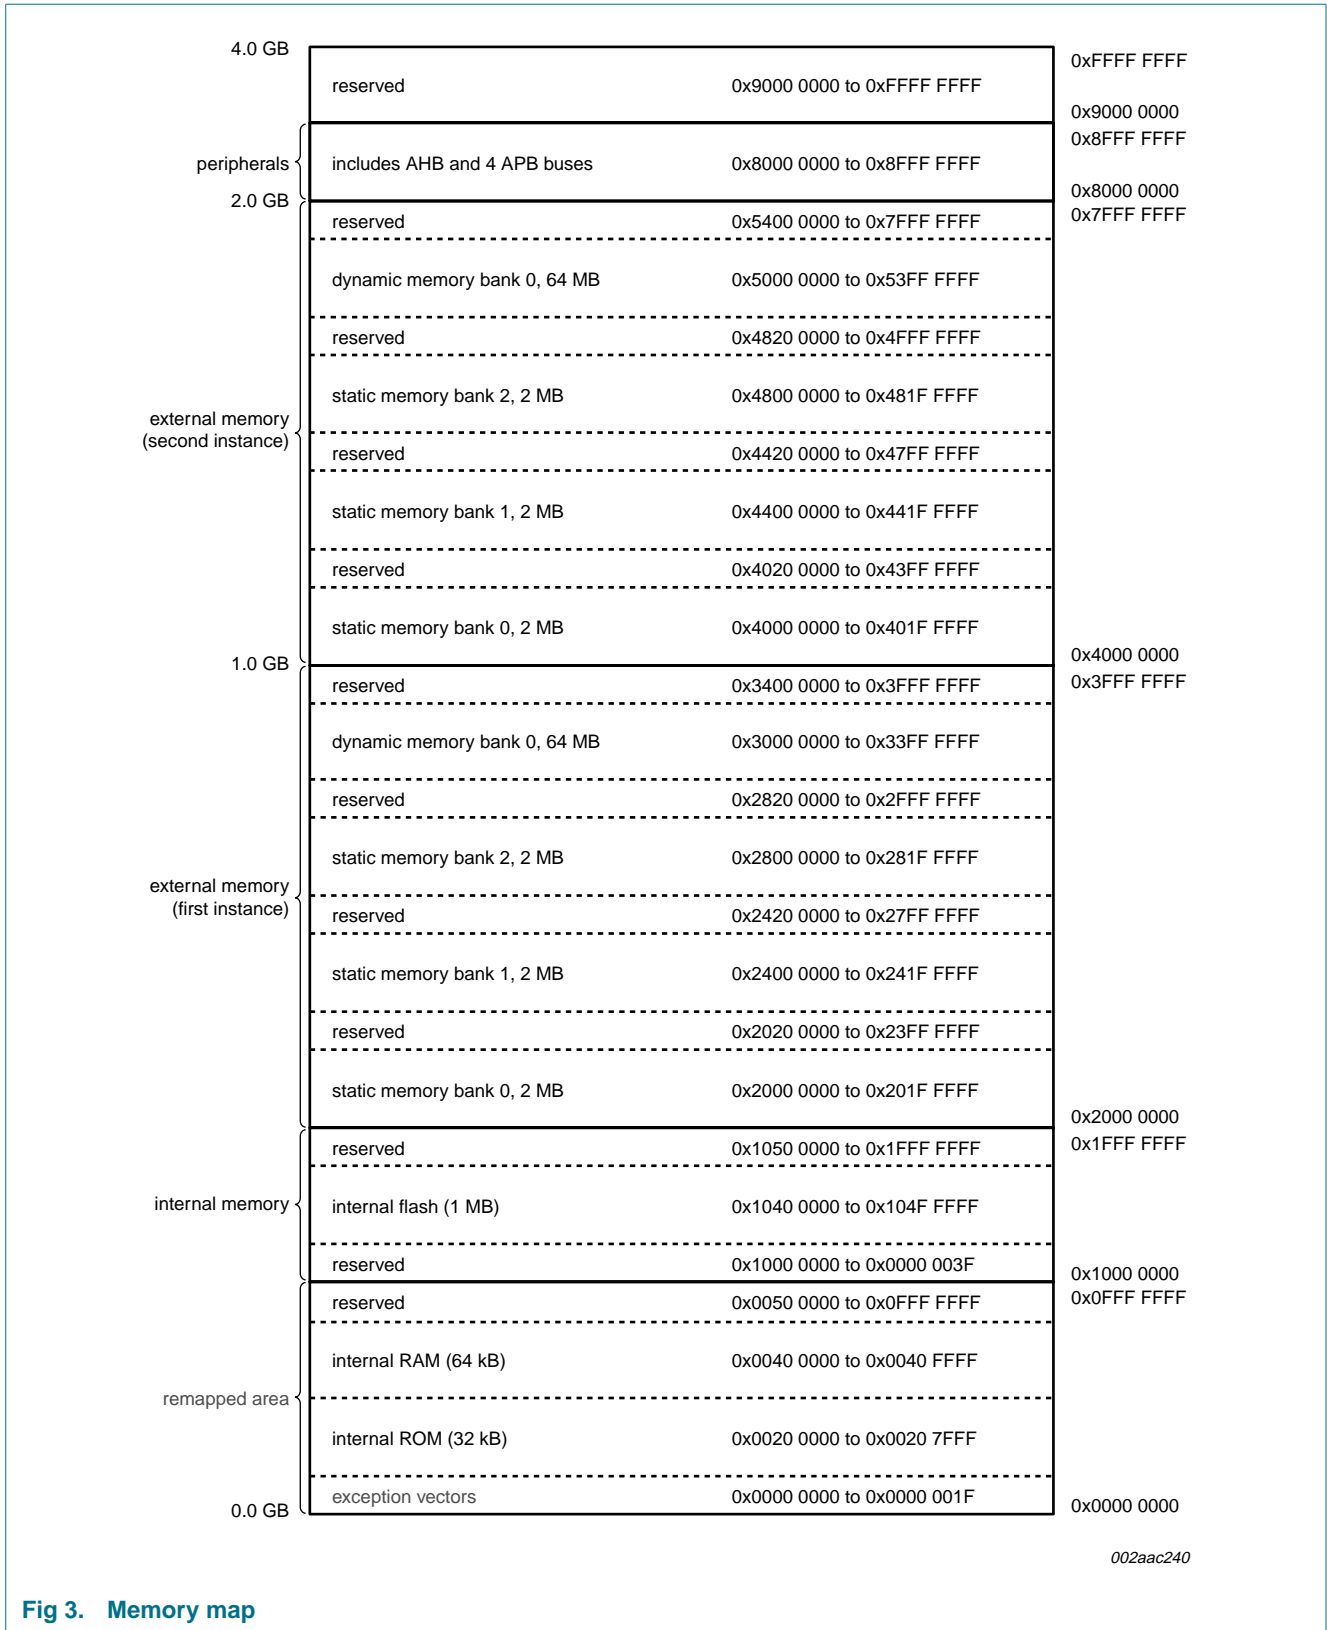 4.0 GB
0xFFFF FFFF
reserved 0x9000 0000 to 0xFFFF FFFF
0x9000 0000
0x8FFF FFFF
peripherals includes AHB and 4 APB buses 0x8000 0000 to 0x8FFF FFFF
0x8000 0000
2.0 GB
0x7FFF FFFF
reserved 0x5400 0000 to 0x7FFF FFFF
dynamic memory bank 0, 64 MB 0x5000 0000 to 0x53FF FFFF
reserved 0x4820 0000 to 0x4FFF FFFF
static memory bank 2, 2 MB 0x4800 0000 to 0x481F FFFF
external memory
(second instance)
reserved 0x4420 0000 to 0x47FF FFFF
static memory bank 1, 2 MB 0x4400 0000 to 0x441F FFFF
reserved 0x4020 0000 to 0x43FF FFFF
static memory bank 0, 2 MB 0x4000 0000 to 0x401F FFFF
0x4000 0000
1.0 GB
0x3FFF FFFF
reserved 0x3400 0000 to 0x3FFF FFFF
dynamic memory bank 0, 64 MB 0x3000 0000 to 0x33FF FFFF
reserved 0x2820 0000 to 0x2FFF FFFF
static memory bank 2, 2 MB 0x2800 0000 to 0x281F FFFF
external memory
(first instance)
reserved 0x2420 0000 to 0x27FF FFFF
static memory bank 1, 2 MB 0x2400 0000 to 0x241F FFFF
reserved 0x2020 0000 to 0x23FF FFFF
static memory bank 0, 2 MB 0x2000 0000 to 0x201F FFFF
0x2000 0000
0x1FFF FFFF
reserved 0x1050 0000 to 0x1FFF FFFF
internal memory internal flash (1 MB) 0x1040 0000 to 0x104F FFFF
reserved 0x1000 0000 to 0x0000 003F
0x1000 0000
0x0FFF FFFF
reserved 0x0050 0000 to 0x0FFF FFFF
internal RAM (64 kB) 0x0040 0000 to 0x0040 FFFF
remapped area
internal ROM (32 kB) 0x0020 0000 to 0x0020 7FFF
exception vectors 0x0000 0000 to 0x0000 001F
0x0000 0000
0.0 GB
002aac240
Fig 3. Memory map